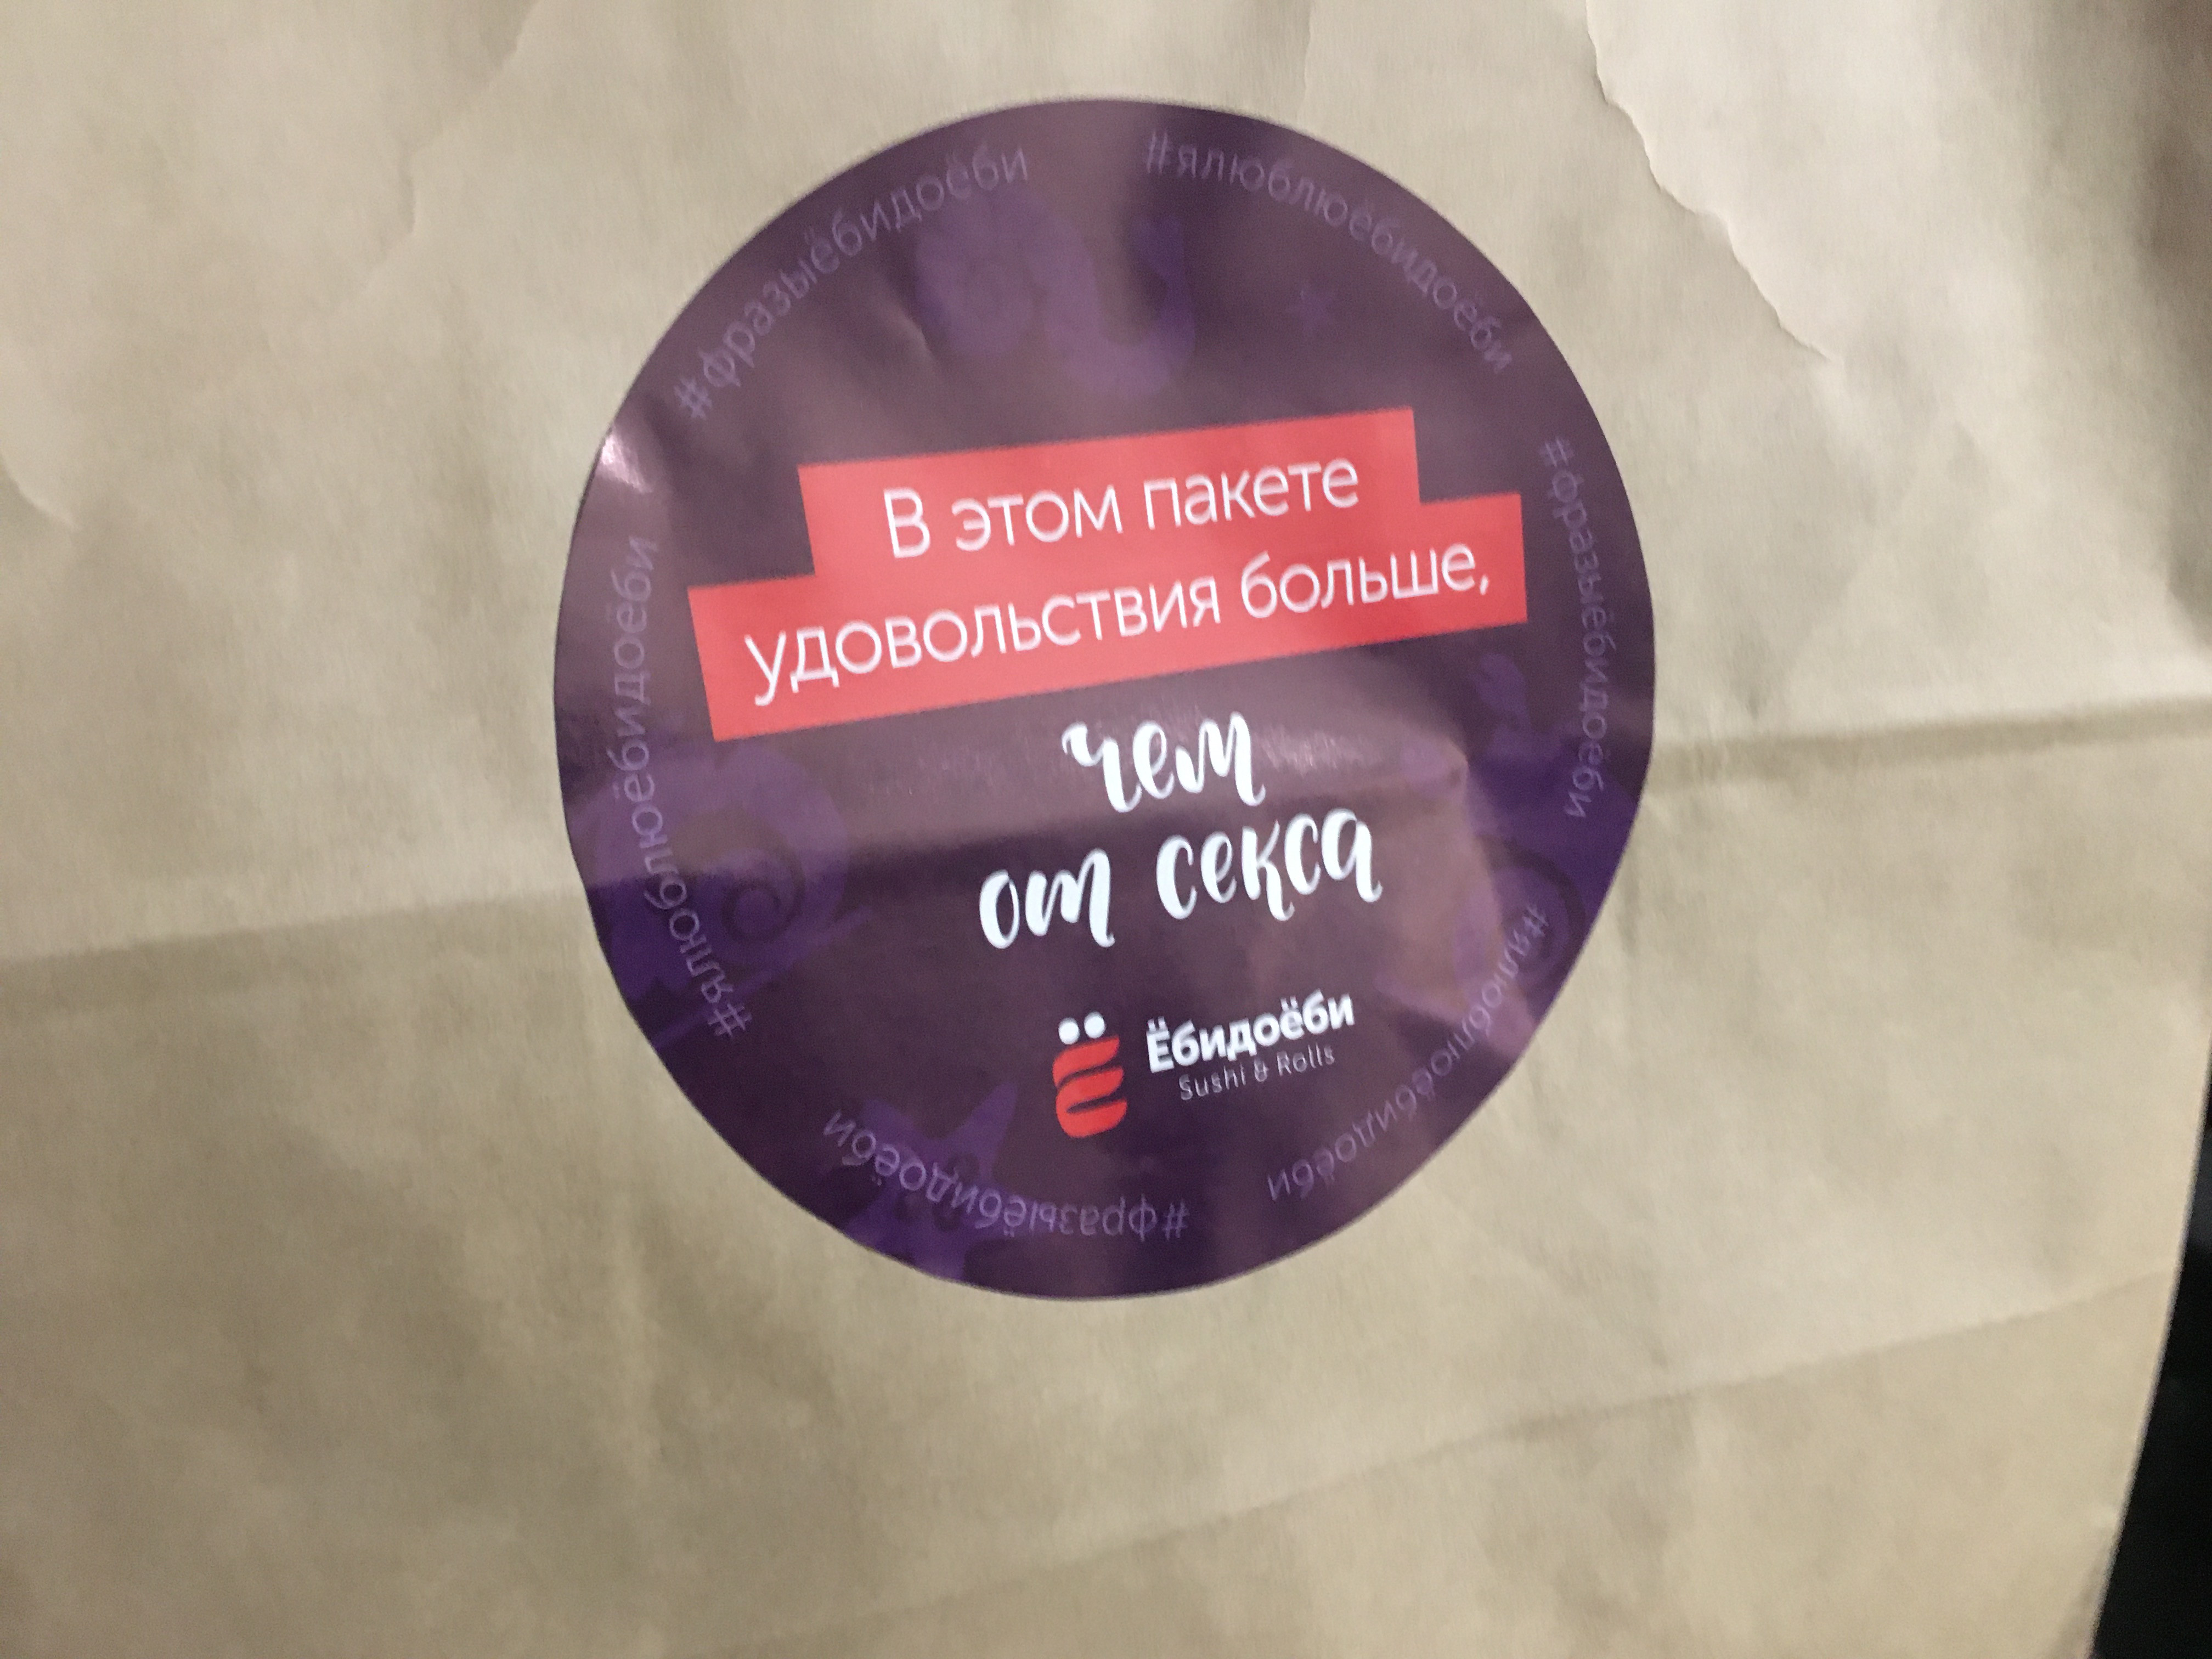 В этом пакете
удовольствия больше,
чем
от секса
Ёбидоёби
Sushi & Rolls
#фразыёбидоёби
#ялюблюёбидоёби
#фразыёбидоёби
#ялюблюёбидоёби
#фразыёбидоёби
#ялюблюёбидоёби